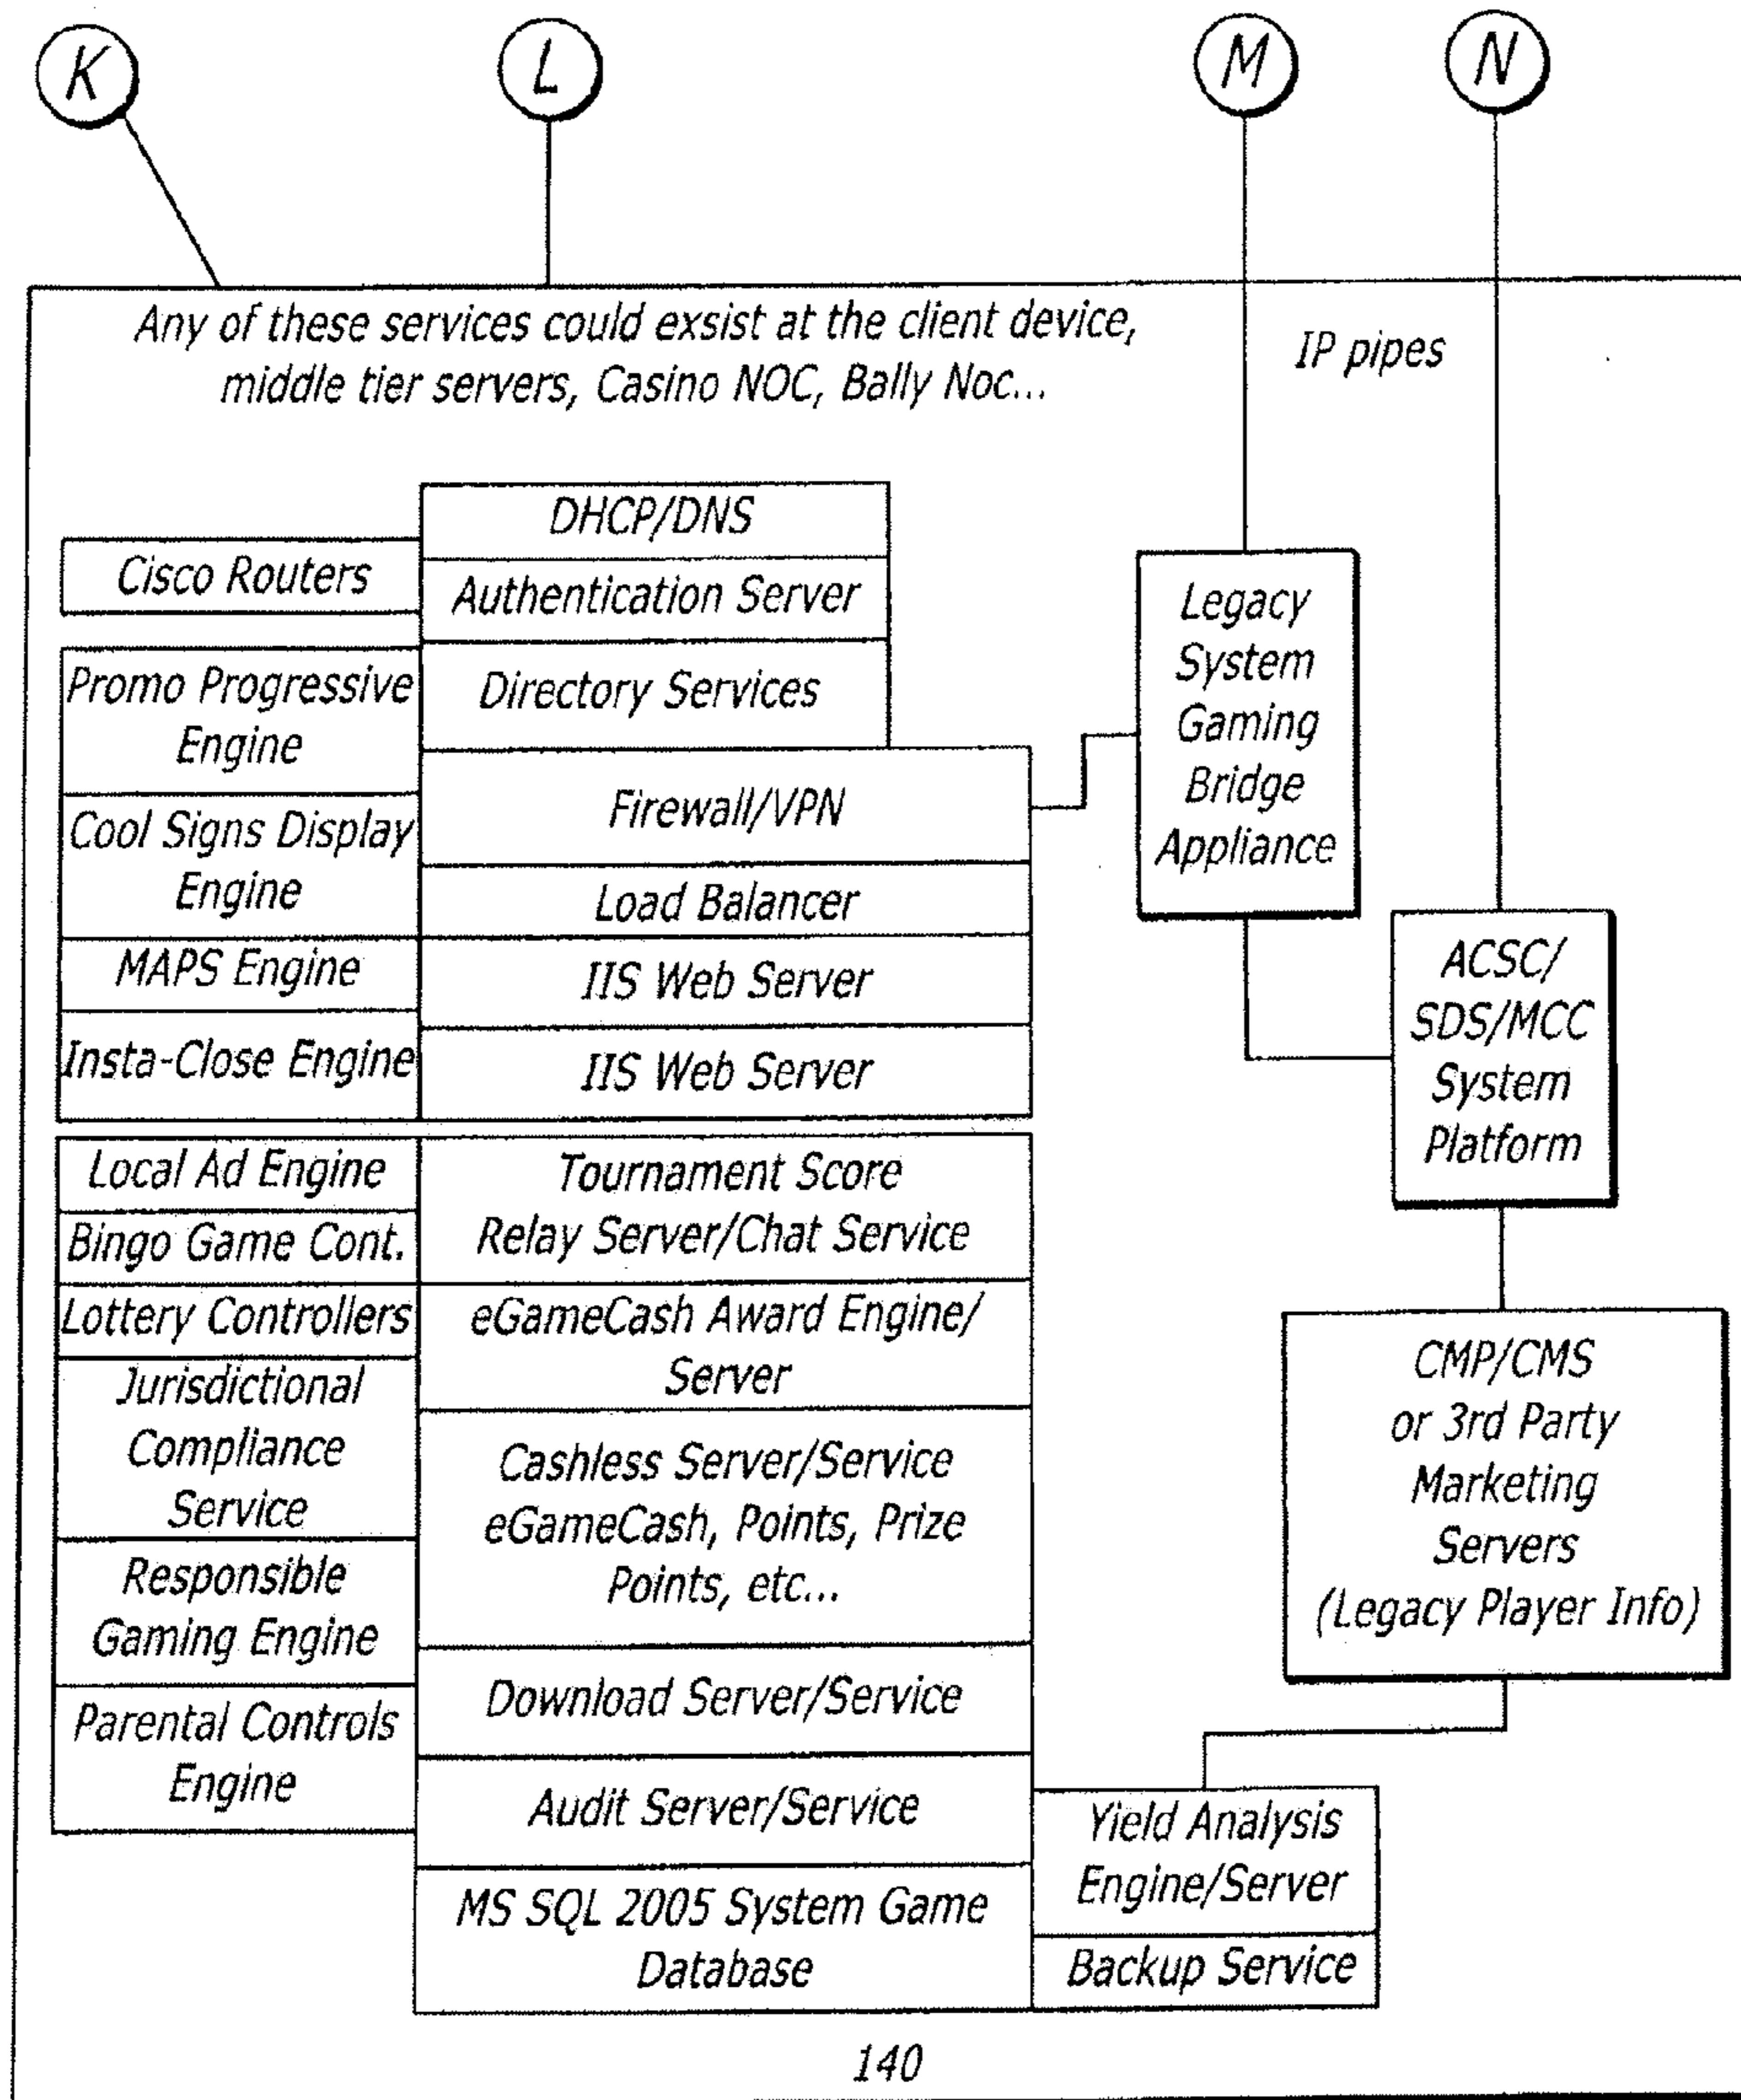 K
L
M
N
Any of these services could exsist at the client device,
middle tier servers, Casino NOC, Bally Noc...
IP pipes
Cisco Routers
Promo Progressive
Engine
Cool Signs Display
Engine
MAPS Engine
Insta-Close Engine
DHCP/DNS
Authentication Server
Directory Services
Firewall/VPN
Load Balancer
IIS Web Server
IIS Web Server
Legacy
System
Gaming
Bridge
Appliance
ACSC/
SDS/MCC
System
Platform
Local Ad Engine
Bingo Game Cont.
Lottery Controllers
Jurisdictional
Compliance
Service
Responsible
Gaming Engine
Parental Controls
Engine
Tournament Score
Relay Server/Chat Service
eGameCash Award Engine/
Server
Cashless Server/Service
eGameCash, Points, Prize
Points, etc...
Download Server/Service
Audit Server/Service
MS SQL 2005 System Game
Database
CMP/CMS
or 3rd Party
Marketing
Servers
(Legacy Player Info)
Yield Analysis
Engine/Server
Backup Service
140